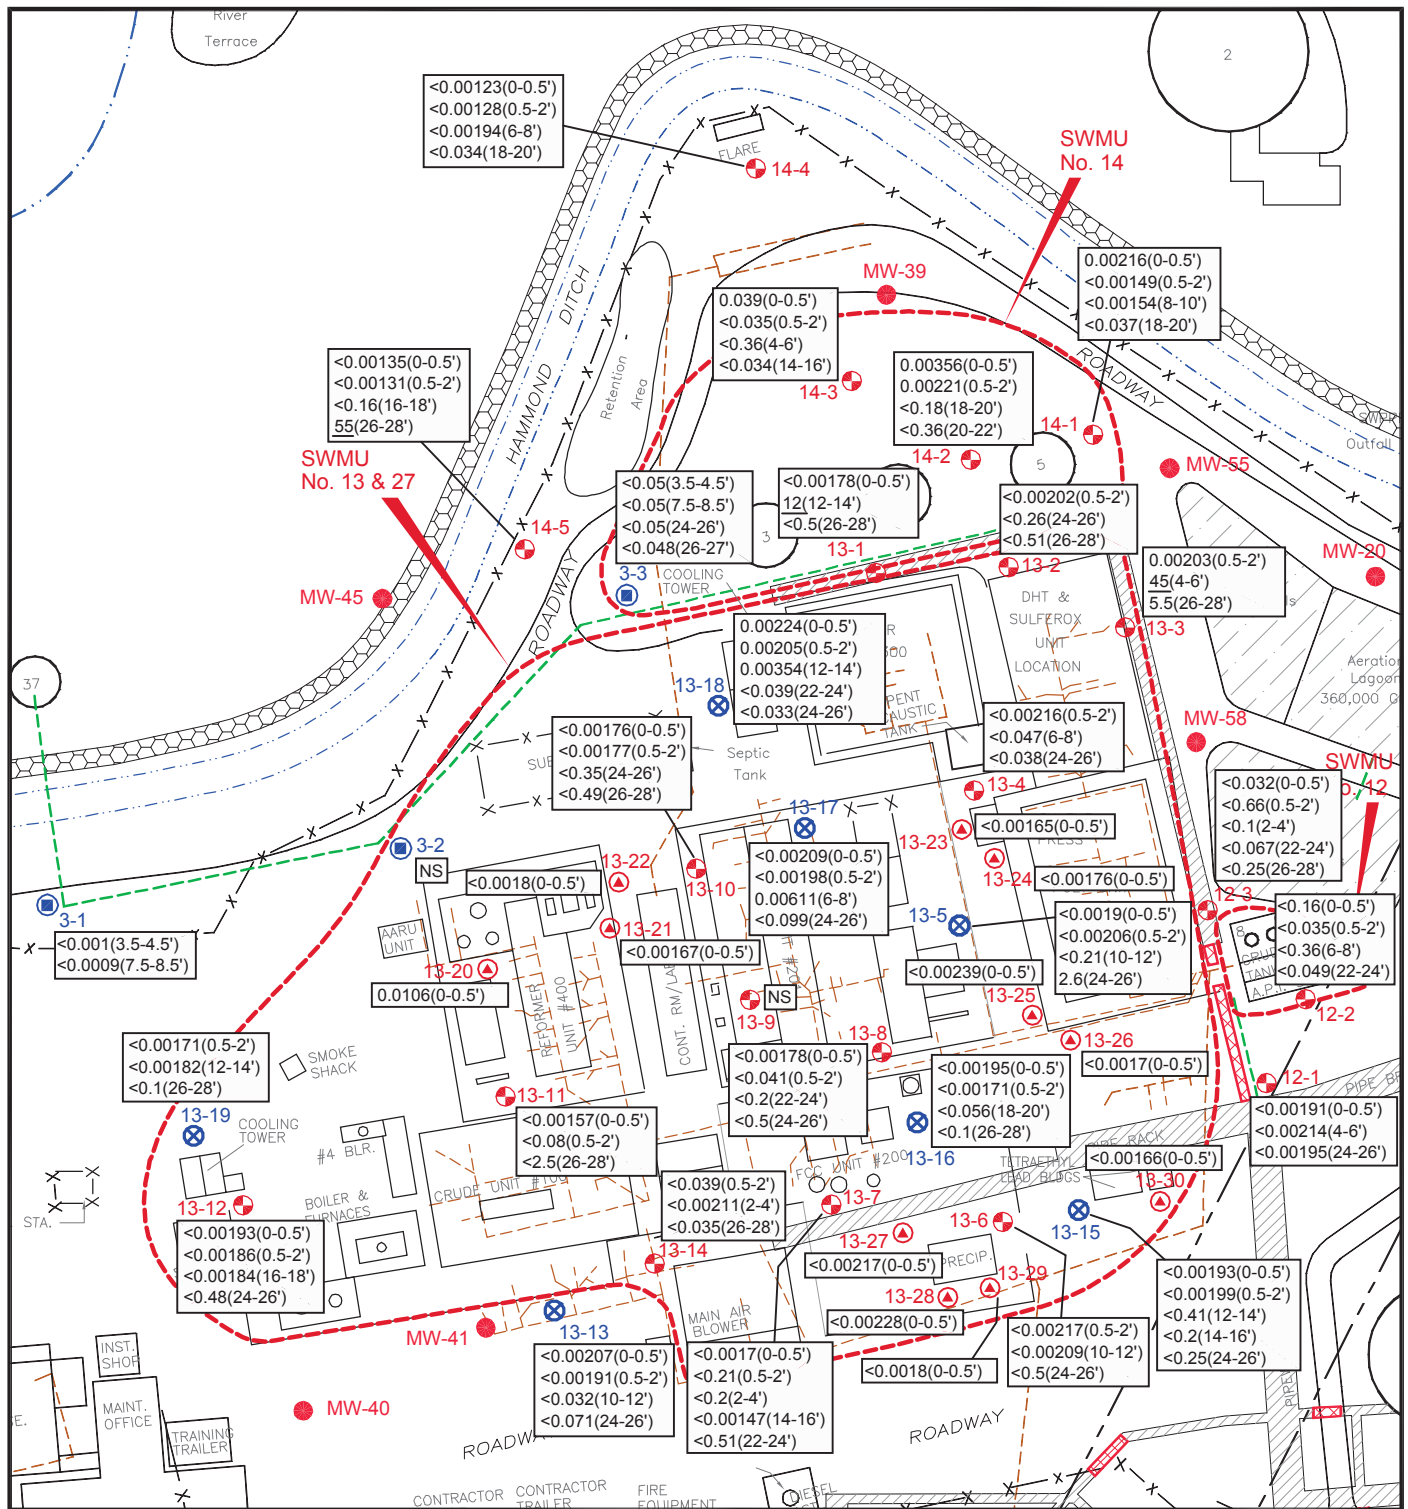 River
Terrace
2
<0.00123(0-0.5')
<0.00128(0.5-2')
<0.00194(6-8')
<0.034(18-20')
FLARE
14-4
SWMU
No. 14
MW-39
0.00216(0-0.5')
<0.00149(0.5-2')
<0.00154(8-10')
<0.037(18-20')
HAMMOND DITCH
Retention
Area
0.039(0-0.5')
<0.035(0.5-2')
<0.36(4-6')
<0.034(14-16')
14-3
ROADWAY
<0.00135(0-0.5')
<0.00131(0.5-2')
<0.16(16-18')
55(26-28')
0.00356(0-0.5')
0.00221(0.5-2')
<0.18(18-20')
<0.36(20-22')
14-1
14-2
5
MW-55
Outfall
SWMU
No. 13 & 27
<0.05(3.5-4.5')
<0.05(7.5-8.5')
<0.05(24-26')
<0.048(26-27')
<0.00178(0-0.5')
12(12-14')
<0.5(26-28')
3
<0.00202(0.5-2')
<0.26(24-26')
<0.51(26-28')
14-5
13-1
13-2
MW-20
0.00203(0.5-2')
45(4-6')
5.5(26-28')
3-3
COOLING
TOWER
MW-45
ROADWAY
DHT &
SULFEROX
UNIT
LOCATION
13-3
0.00224(0-0.5')
0.00205(0.5-2')
0.00354(12-14')
<0.039(22-24')
<0.033(24-26')
37
13-18
TANK
Aeration
Lagoon
360,000
<0.00176(0-0.5')
<0.00177(0.5-2')
<0.35(24-26')
<0.49(26-28')
Septic
Tank
<0.00216(0.5-2')
<0.047(6-8')
<0.038(24-26')
MW-58
SWMU
No. 12
<0.032(0-0.5')
<0.66(0.5-2')
<0.1(2-4')
<0.067(22-24')
<0.25(26-28')
13-4
13-17
13-23
<0.00165(0-0.5')
PRESS
3-2
NS
13-22
<0.0018(0-0.5')
13-10
<0.00209(0-0.5')
<0.00198(0.5-2')
0.00611(6-8')
<0.099(24-26')
13-24
<0.00176(0-0.5')
12-3
3-1
<0.001(3.5-4.5')
<0.0009(7.5-8.5')
AARU
UNIT
13-21
<0.00167(0-0.5')
13-5
<0.0019(0-0.5')
<0.00206(0.5-2')
<0.21(10-12')
2.6(24-26')
<0.16(0-0.5')
<0.035(0.5-2')
<0.36(6-8')
<0.049(22-24')
8
13-20
0.0106(0-0.5')
REFORMER
UNIT #400
CONT. RM/LAB
NS
13-9
<0.00239(0-0.5')
13-25
12-2
<0.00171(0.5-2')
<0.00182(12-14')
<0.1(26-28')
SMOKE
SHACK
13-8
13-26
<0.0017(0-0.5')
<0.00178(0-0.5')
<0.041(0.5-2')
<0.2(22-24')
<0.5(24-26')
<0.00195(0-0.5')
<0.00171(0.5-2')
<0.056(18-20')
<0.1(26-28')
12-1
13-11
<0.00157(0-0.5')
<0.08(0.5-2')
<2.5(26-28')
13-19
COOLING
TOWER
#4 BLR.
<0.00191(0-0.5')
<0.00214(4-6')
<0.00195(24-26')
13-16
PIPE RACK
TETRAETHYL
LEAD BLDGS
<0.00166(0-0.5')
13-30
FCC UNIT #200
CRUDE UNIT #100
<0.039(0.5-2')
<0.00211(2-4')
<0.035(26-28')
STA.
13-12
BOILER &
FURNACES
13-7
13-6
13-15
<0.00193(0-0.5')
<0.00186(0.5-2')
<0.00184(16-18')
<0.48(24-26')
13-14
13-27
<0.00217(0-0.5')
PRECIP.
13-29
13-28
<0.00193(0-0.5')
<0.00199(0.5-2')
<0.41(12-14')
<0.2(14-16')
<0.25(24-26')
MAIN AIR
BLOWER
<0.00228(0-0.5')
MW-41
13-13
<0.00217(0.5-2')
<0.00209(10-12')
<0.5(24-26')
INST.
SHOP
<0.00207(0-0.5')
<0.00191(0.5-2')
<0.032(10-12')
<0.071(24-26')
<0.0017(0-0.5')
<0.21(0.5-2')
<0.2(2-4')
<0.00147(14-16')
<0.51(22-24')
<0.0018(0-0.5')
MAINT.
OFFICE
MW-40
TRAINING
TRAILER
ROADWAY
ROADWAY
CONTRACTOR
CONTRACTOR
TRAILER
FIRE
EQUIPMENT
DIESEL